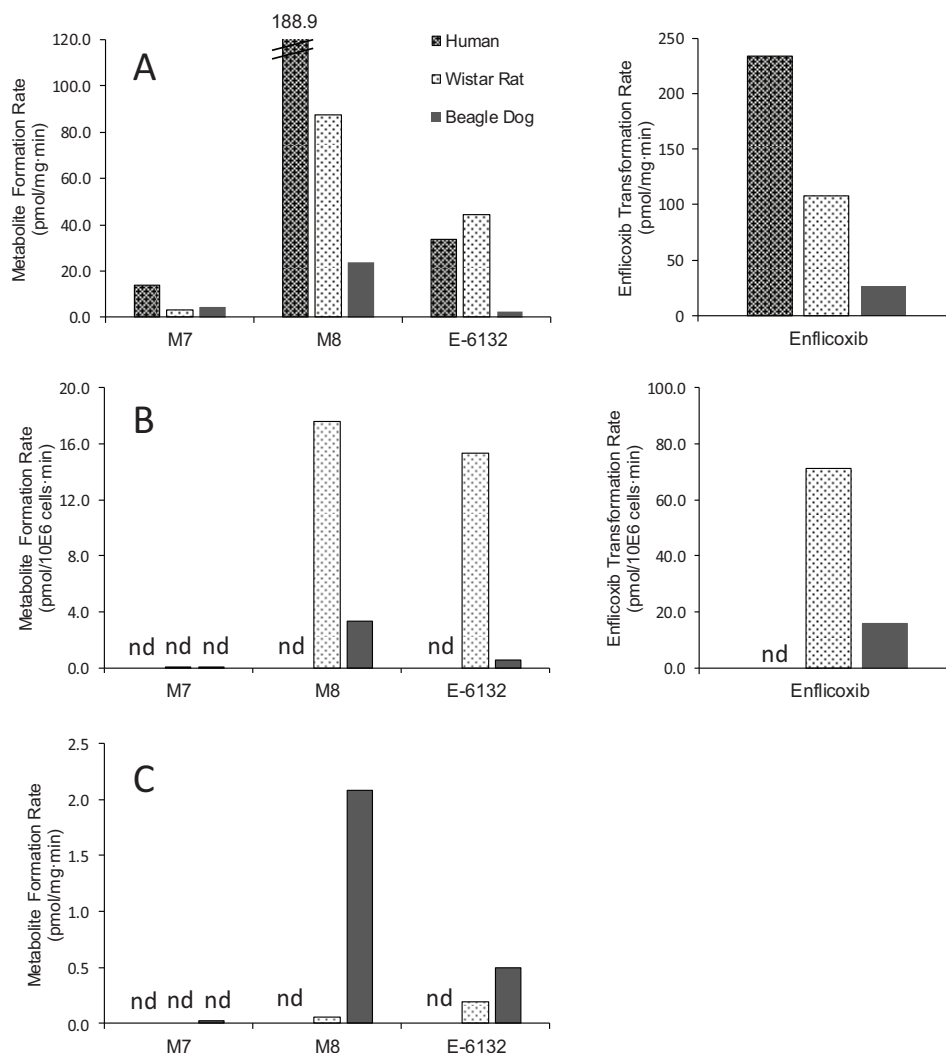 188.9
120.0
100.0
80.0
60.0
40.0
20.0
0.0
A
Human
Wistar Rat
Beagle Dog
Metabolite Formation Rate
(pmol/mg·min)
M7 M8 E-6132
250
200
150
100
50
0
Enflicoxib Transformation Rate
(pmol/mg·min)
Enflicoxib
20.0
16.0
12.0
8.0
4.0
0.0
B
Metabolite Formation Rate
(pmol/10E6 cells·min)
nd nd nd nd nd
M7 M8 E-6132
100.0
80.0
60.0
40.0
20.0
0.0
Enflicoxib Transformation Rate
(pmol/10E6 cells·min)
nd
Enflicoxib
2.5
2.0
1.5
1.0
0.5
0.0
C
Metabolite Formation Rate
(pmol/mg·min)
nd nd nd nd nd
M7 M8 E-6132